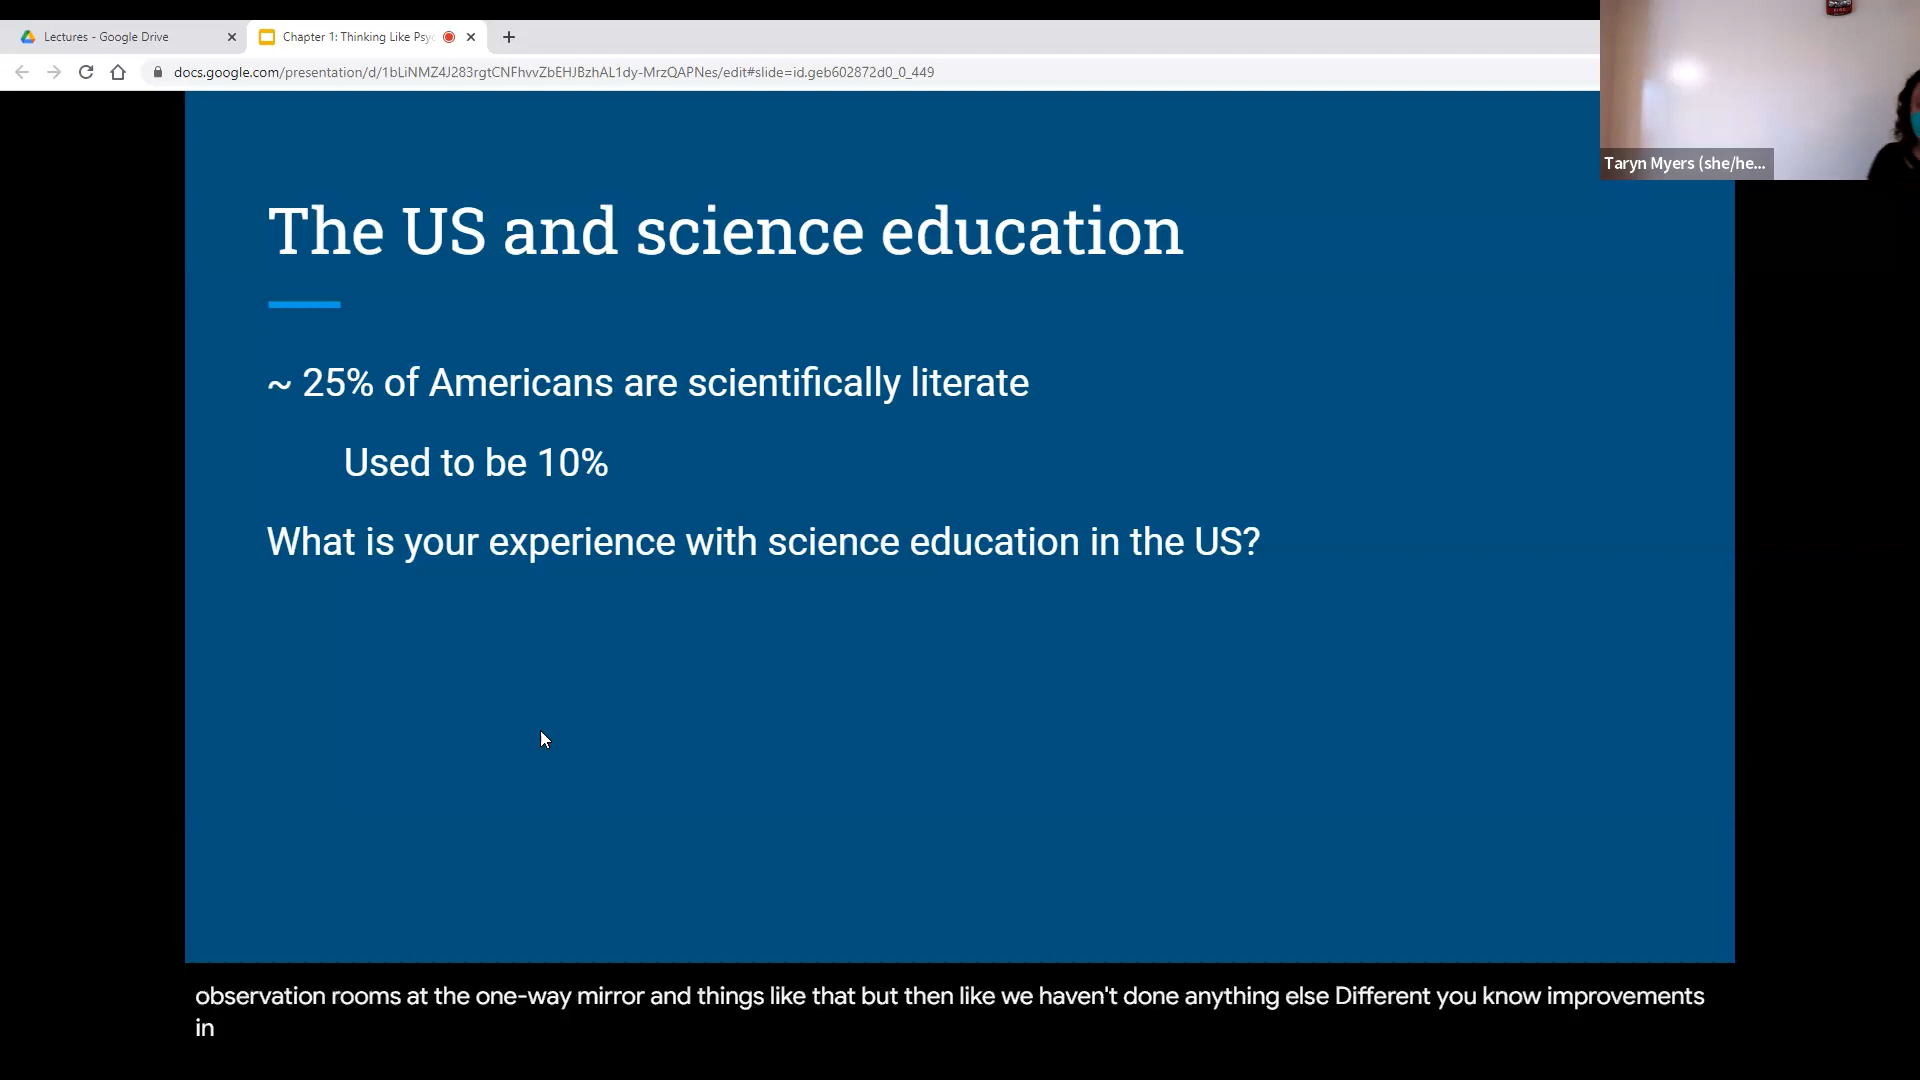 Lectures - Google Drive
Chapter 1: Thinking Like Psyc
docs.google.com/presentation/d/1bLiNMZ4J283rgtCNFhvvZbEHJBzhAL1dy-MrzQAPNes/edit#slide=id.geb602872d0_0_449
Taryn Myers (she/he...
The US and science education
~ 25% of Americans are scientifically literate
Used to be 10%
What is your experience with science education in the US?
observation rooms at the one-way mirror and things like that but then like we haven't done anything else Different you know improvements
in